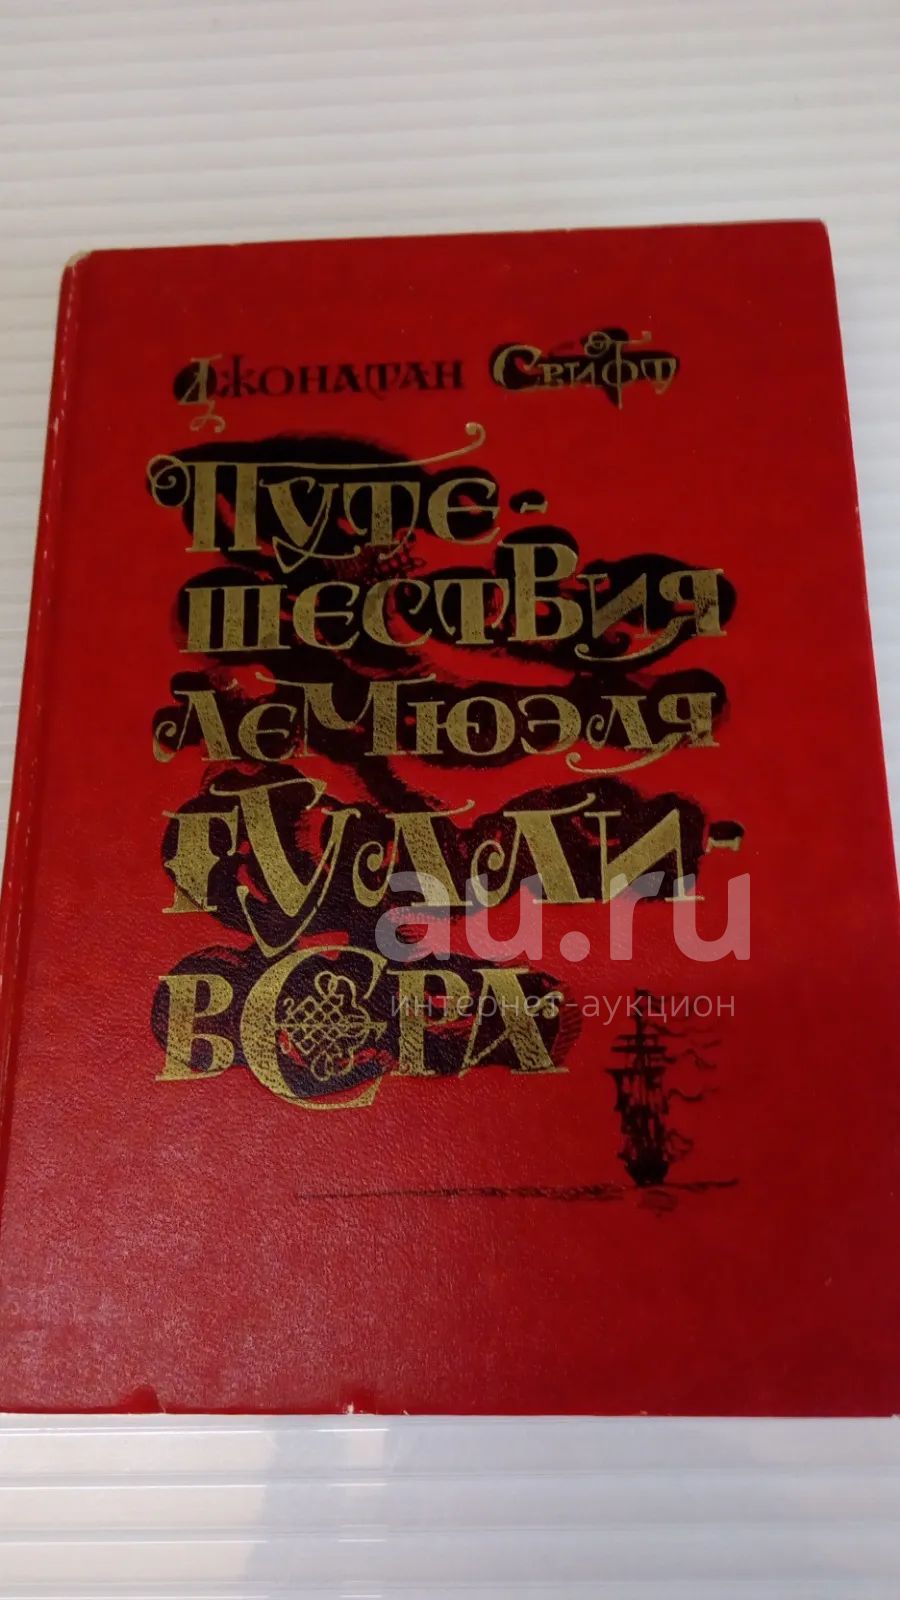 Джонатан Свифт
Путе-
шествия
Лемюэля
Гулли-
вера
au.ru
интернет-аукцион